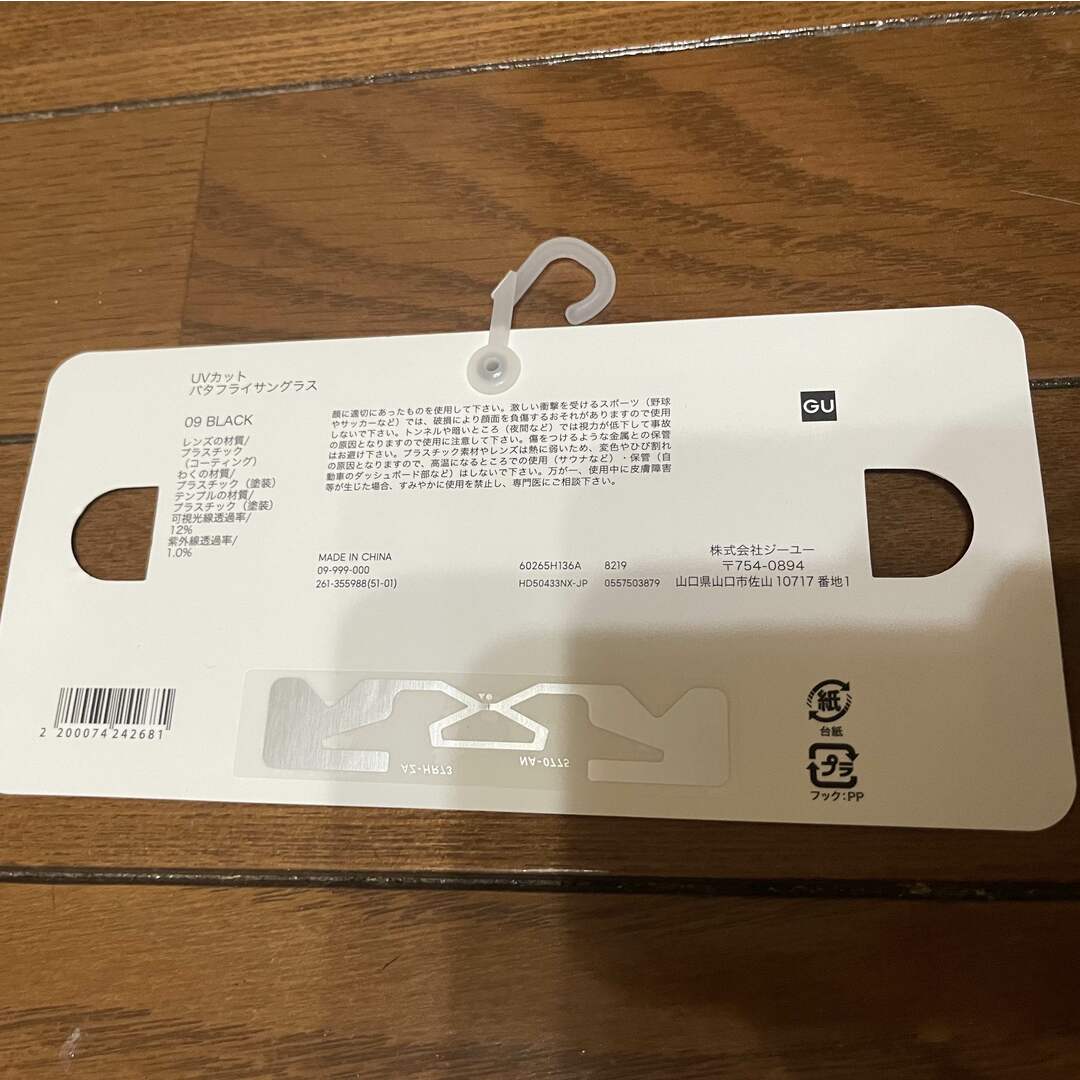 UVカット
バタフライサングラス
09 BLACK
レンズの材質/
プラスチック
(コーティング)
わくの材質/
プラスチック(塗装)
テンプルの材質/
プラスチック(塗装)
可視光線透過率/
12%
紫外線透過率/
1.0%
顔に適切にあったものを使用して下さい。激しい衝撃を受けるスポーツ(野球
やサッカーなど)では、破損により顔面を負傷するおそれがありますので使用
しないで下さい。トンネルや暗いところ(夜間など)では視力が低下して事故
の原因となりますので使用に注意して下さい。傷をつけるような金属との保管
はお避け下さい。プラスチック素材やレンズは熱に弱いため、変色やひび割れ
の原因となりますので、高温になるところでの使用(サウナなど)・保管(自
動車のダッシュボード部など)はしないで下さい。万が一、使用中に皮膚障害
等が生じた場合、すみやかに使用を禁止し、専門医にご相談下さい。
GU
MADE IN CHINA
09-999-000
261-355988(51-01)
60265H136A 8219
HD50433NX-JP 0557503879
株式会社ジーユー
〒754-0894
山口県山口市佐山10717番地1
2 200074 242681
AZ-HR73
NA-0775
紙
台紙
プラ
フック:PP